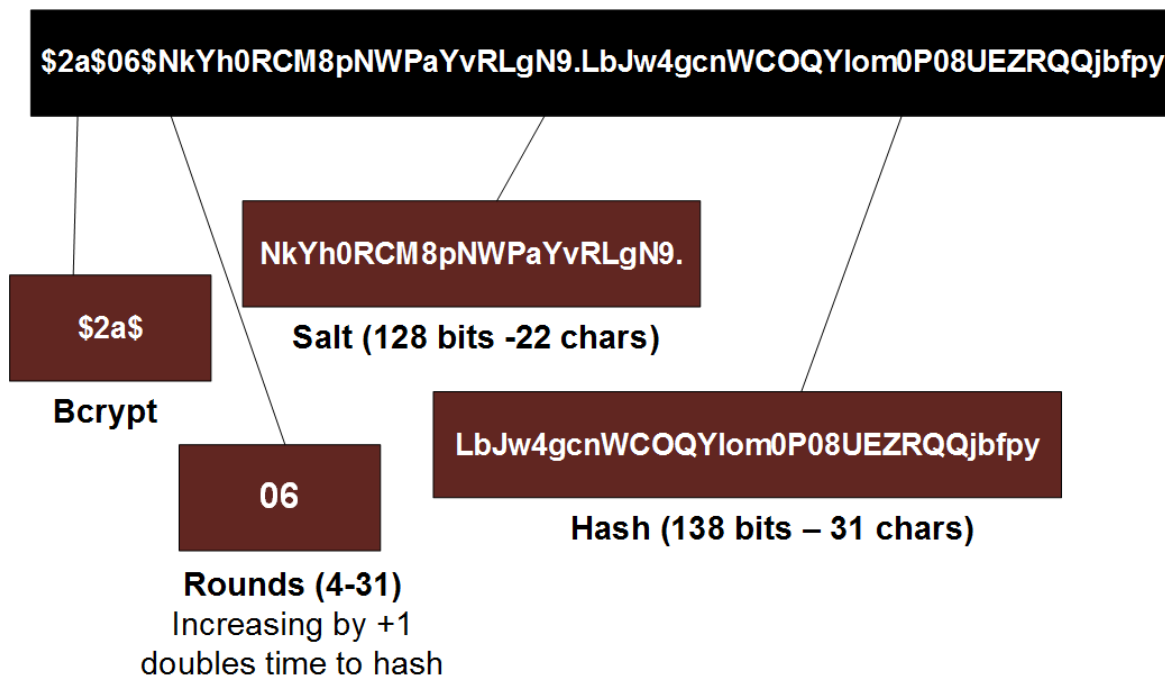 $2a$06$NkYh0RCM8pNWPaYvRLgN9.LbJw4gcnWCOQYIom0P08UEZRQQjbfpy
NkYh0RCM8pNWPaYvRLgN9.
Salt (128 bits -22 chars)
$2a$
Bcrypt
LbJw4gcnWCOQYIom0P08UEZRQQjbfpy
Hash (138 bits – 31 chars)
06
Rounds (4-31)
Increasing by +1
doubles time to hash